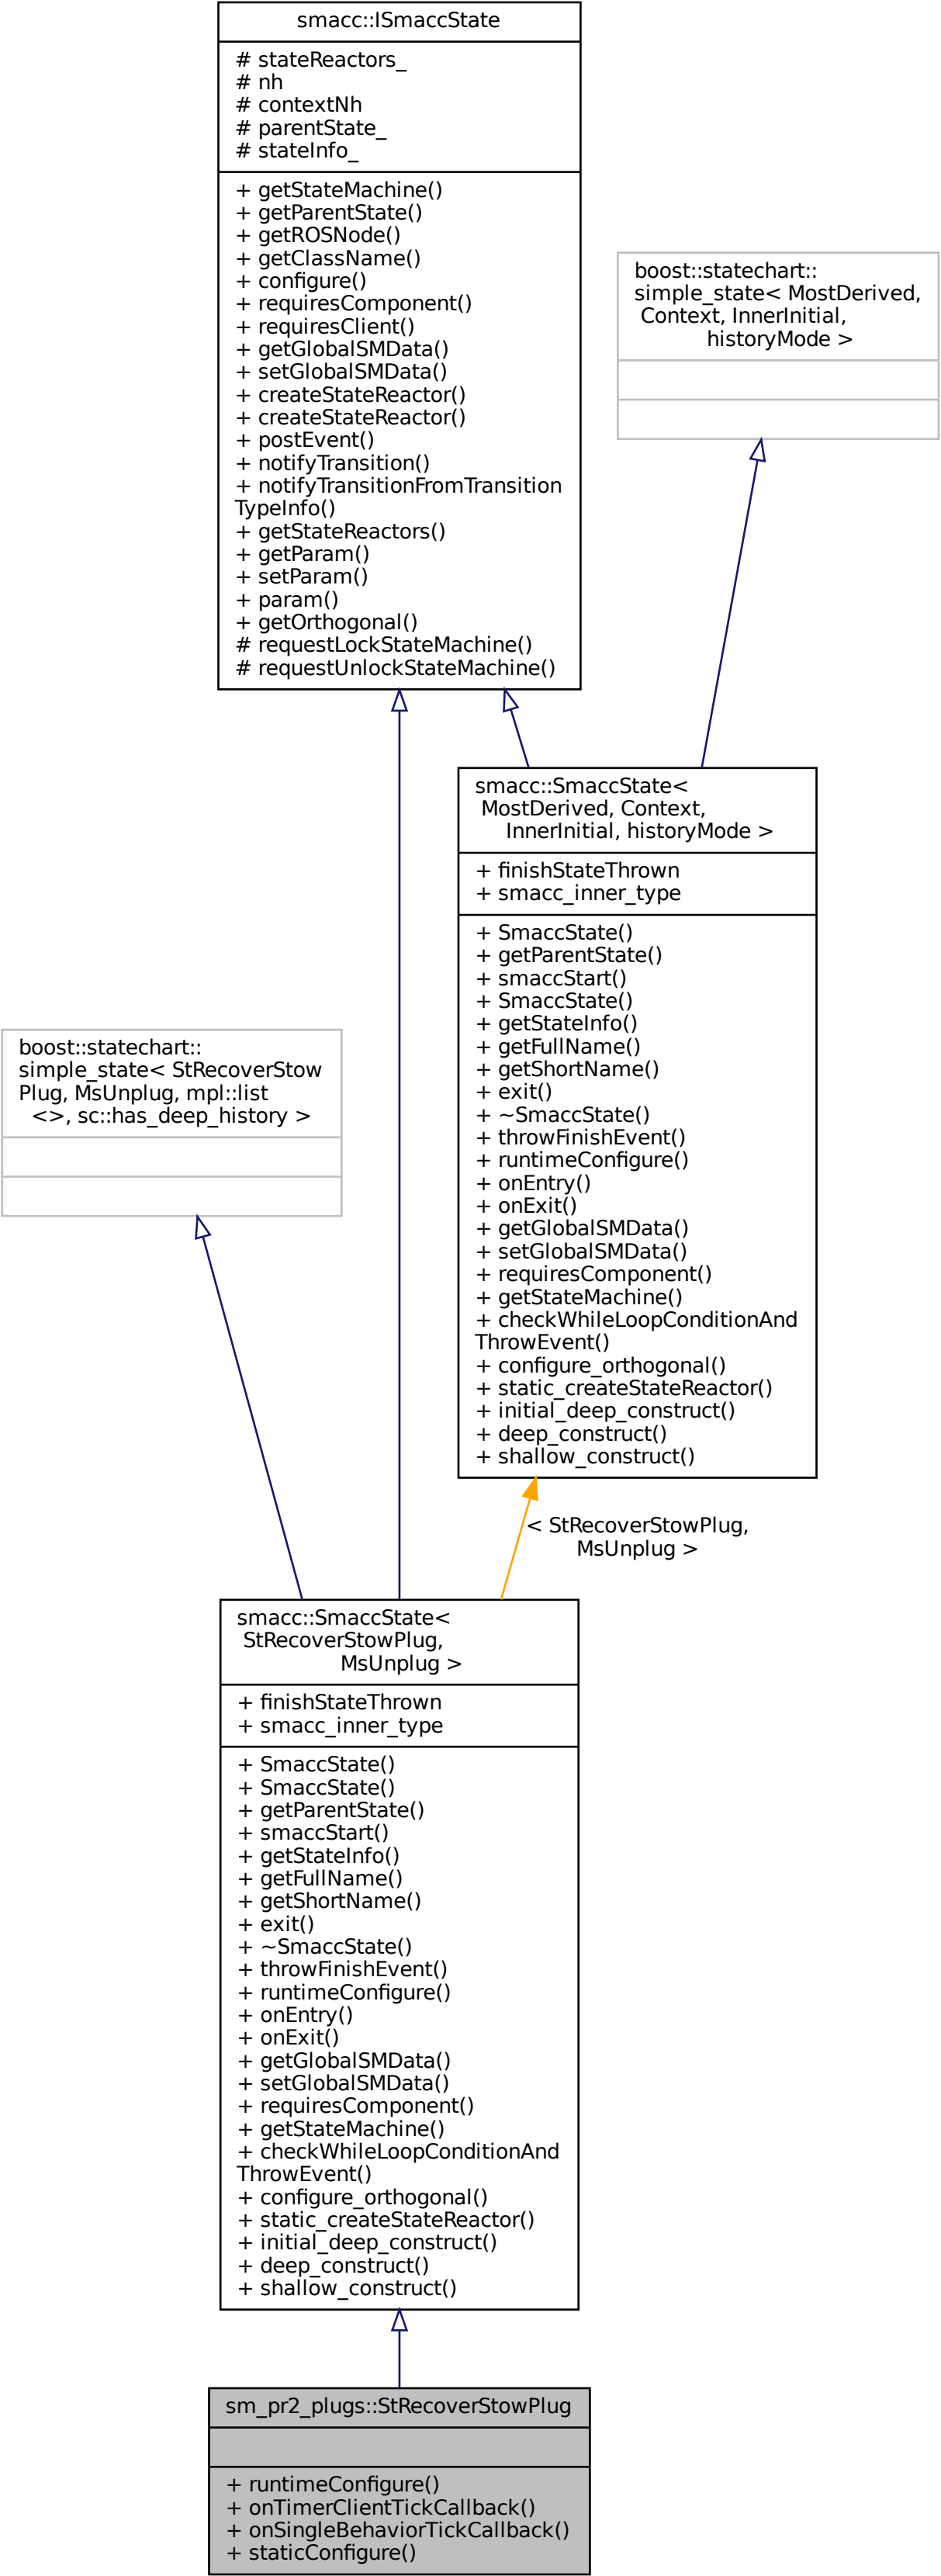 smacc::ISmaccState
# stateReactors_
# nh
# contextNh
# parentState_
# stateInfo_
+ getStateMachine()
+ getParentState()
+ getROSNode()
+ getClassName()
+ configure()
+ requiresComponent()
+ requiresClient()
+ getGlobalSMData()
+ setGlobalSMData()
+ createStateReactor()
+ createStateReactor()
+ postEvent()
+ notifyTransition()
+ notifyTransitionFromTransition
TypeInfo()
+ getStateReactors()
+ getParam()
+ setParam()
+ param()
+ getOrthogonal()
# requestLockStateMachine()
# requestUnlockStateMachine()
boost::statechart::
simple_state< MostDerived,
Context, InnerInitial,
historyMode >
smacc::SmaccState<
MostDerived, Context,
InnerInitial, historyMode >
+ finishStateThrown
+ smacc_inner_type
+ SmaccState()
+ getParentState()
+ smaccStart()
+ SmaccState()
+ getStateInfo()
+ getFullName()
+ getShortName()
+ exit()
+ ~SmaccState()
+ throwFinishEvent()
+ runtimeConfigure()
+ onEntry()
+ onExit()
+ getGlobalSMData()
+ setGlobalSMData()
+ requiresComponent()
+ getStateMachine()
+ checkWhileLoopConditionAnd
ThrowEvent()
+ configure_orthogonal()
+ static_createStateReactor()
+ initial_deep_construct()
+ deep_construct()
+ shallow_construct()
boost::statechart::
simple_state< StRecoverStow
Plug, MsUnplug, mpl::list
<>, sc::has_deep_history >
< StRecoverStowPlug,
MsUnplug >
smacc::SmaccState<
StRecoverStowPlug,
MsUnplug >
+ finishStateThrown
+ smacc_inner_type
+ SmaccState()
+ SmaccState()
+ getParentState()
+ smaccStart()
+ getStateInfo()
+ getFullName()
+ getShortName()
+ exit()
+ ~SmaccState()
+ throwFinishEvent()
+ runtimeConfigure()
+ onEntry()
+ onExit()
+ getGlobalSMData()
+ setGlobalSMData()
+ requiresComponent()
+ getStateMachine()
+ checkWhileLoopConditionAnd
ThrowEvent()
+ configure_orthogonal()
+ static_createStateReactor()
+ initial_deep_construct()
+ deep_construct()
+ shallow_construct()
sm_pr2_plugs::StRecoverStowPlug
+ runtimeConfigure()
+ onTimerClientTickCallback()
+ onSingleBehaviorTickCallback()
+ staticConfigure()